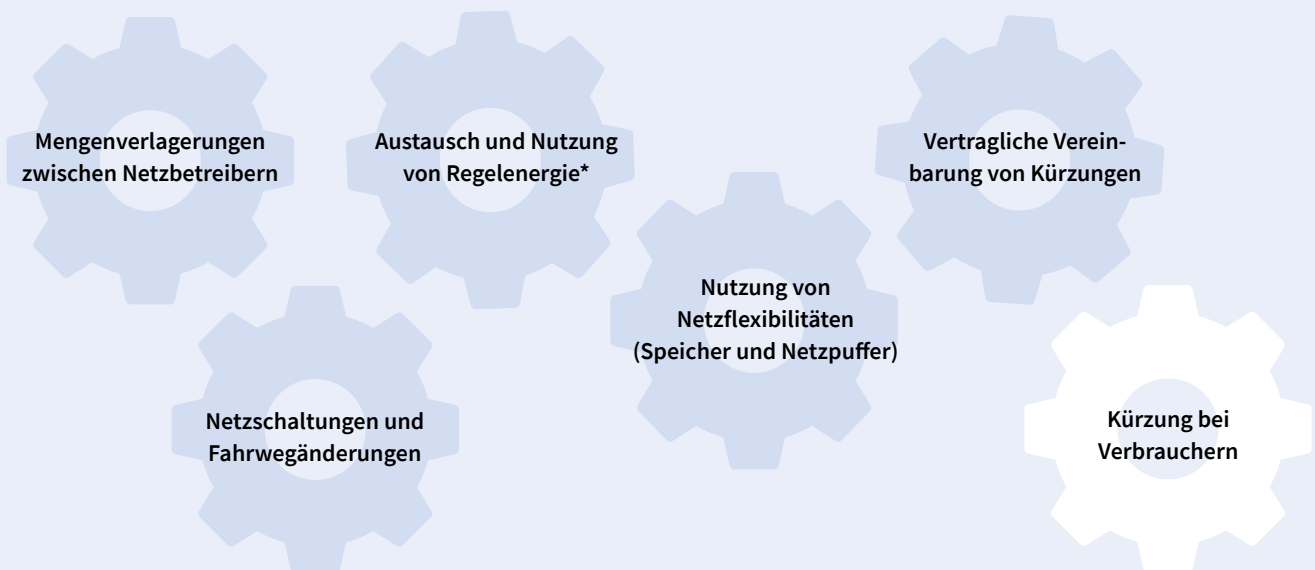 Mengenverlagerungen
zwischen Netzbetreibern
Austausch und Nutzung
von Regelenergie*
Vertragliche Verein-
barung von Kürzungen
Nutzung von
Netzflexibilitäten
(Speicher und Netzpuffer)
Netzschaltungen und
Fahrwegänderungen
Kürzung bei
Verbrauchern